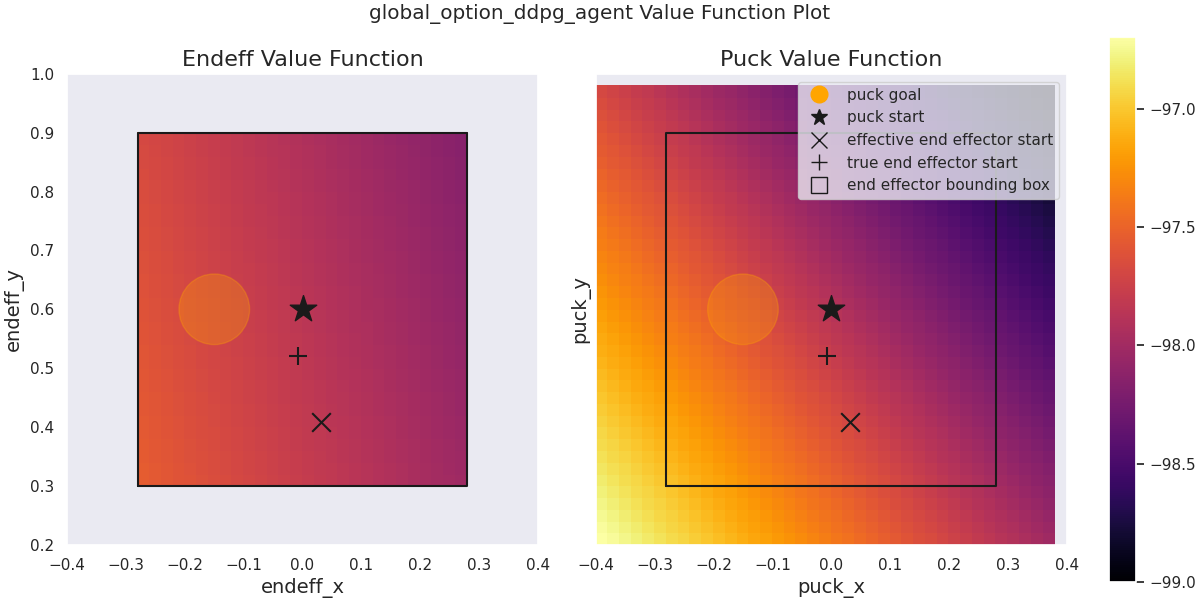 global_option_ddpg_agent Value Function Plot
Endeff Value Function
1.0
0.9
0.8
0.7
0.6
0.5
0.4
0.3
0.2
endeff_y
−0.4 −0.3 −0.2 −0.1 0.0 0.1 0.2 0.3 0.4
endeff_x
Puck Value Function
puck goal
puck start
effective end effector start
true end effector start
end effector bounding box
puck_y
−0.4 −0.3 −0.2 −0.1 0.0 0.1 0.2 0.3 0.4
puck_x
−97.0
−97.5
−98.0
−98.5
−99.0